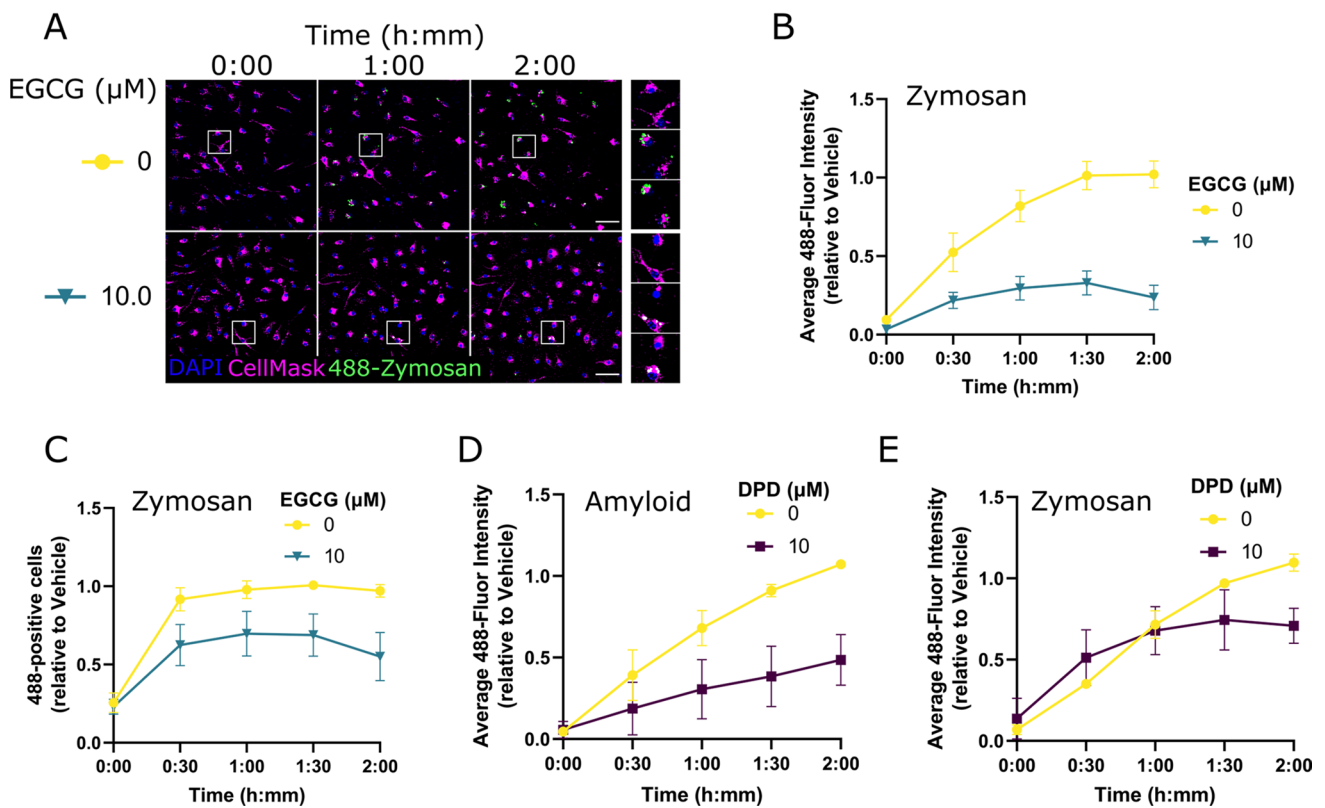 A
Time (h:mm)
0:00 1:00 2:00
EGCG (μM)
0
10.0
DAPI CellMask 488-Zymosan
B
Zymosan
Average 488-Fluor Intensity
(relative to Vehicle)
1.5
1.0
0.5
0.0
0:00 0:30 1:00 1:30 2:00
Time (h:mm)
EGCG (μM)
0
10
C
Zymosan
EGCG (μM)
0
10
488-positive cells
(relative to Vehicle)
1.5
1.0
0.5
0.0
0:00 0:30 1:00 1:30 2:00
Time (h:mm)
D
Amyloid
DPD (μM)
0
10
Average 488-Fluor Intensity
(relative to Vehicle)
1.5
1.0
0.5
0.0
0:00 0:30 1:00 1:30 2:00
Time (h:mm)
E
Zymosan
DPD (μM)
0
10
Average 488-Fluor Intensity
(relative to Vehicle)
1.5
1.0
0.5
0.0
0:00 0:30 1:00 1:30 2:00
Time (h:mm)